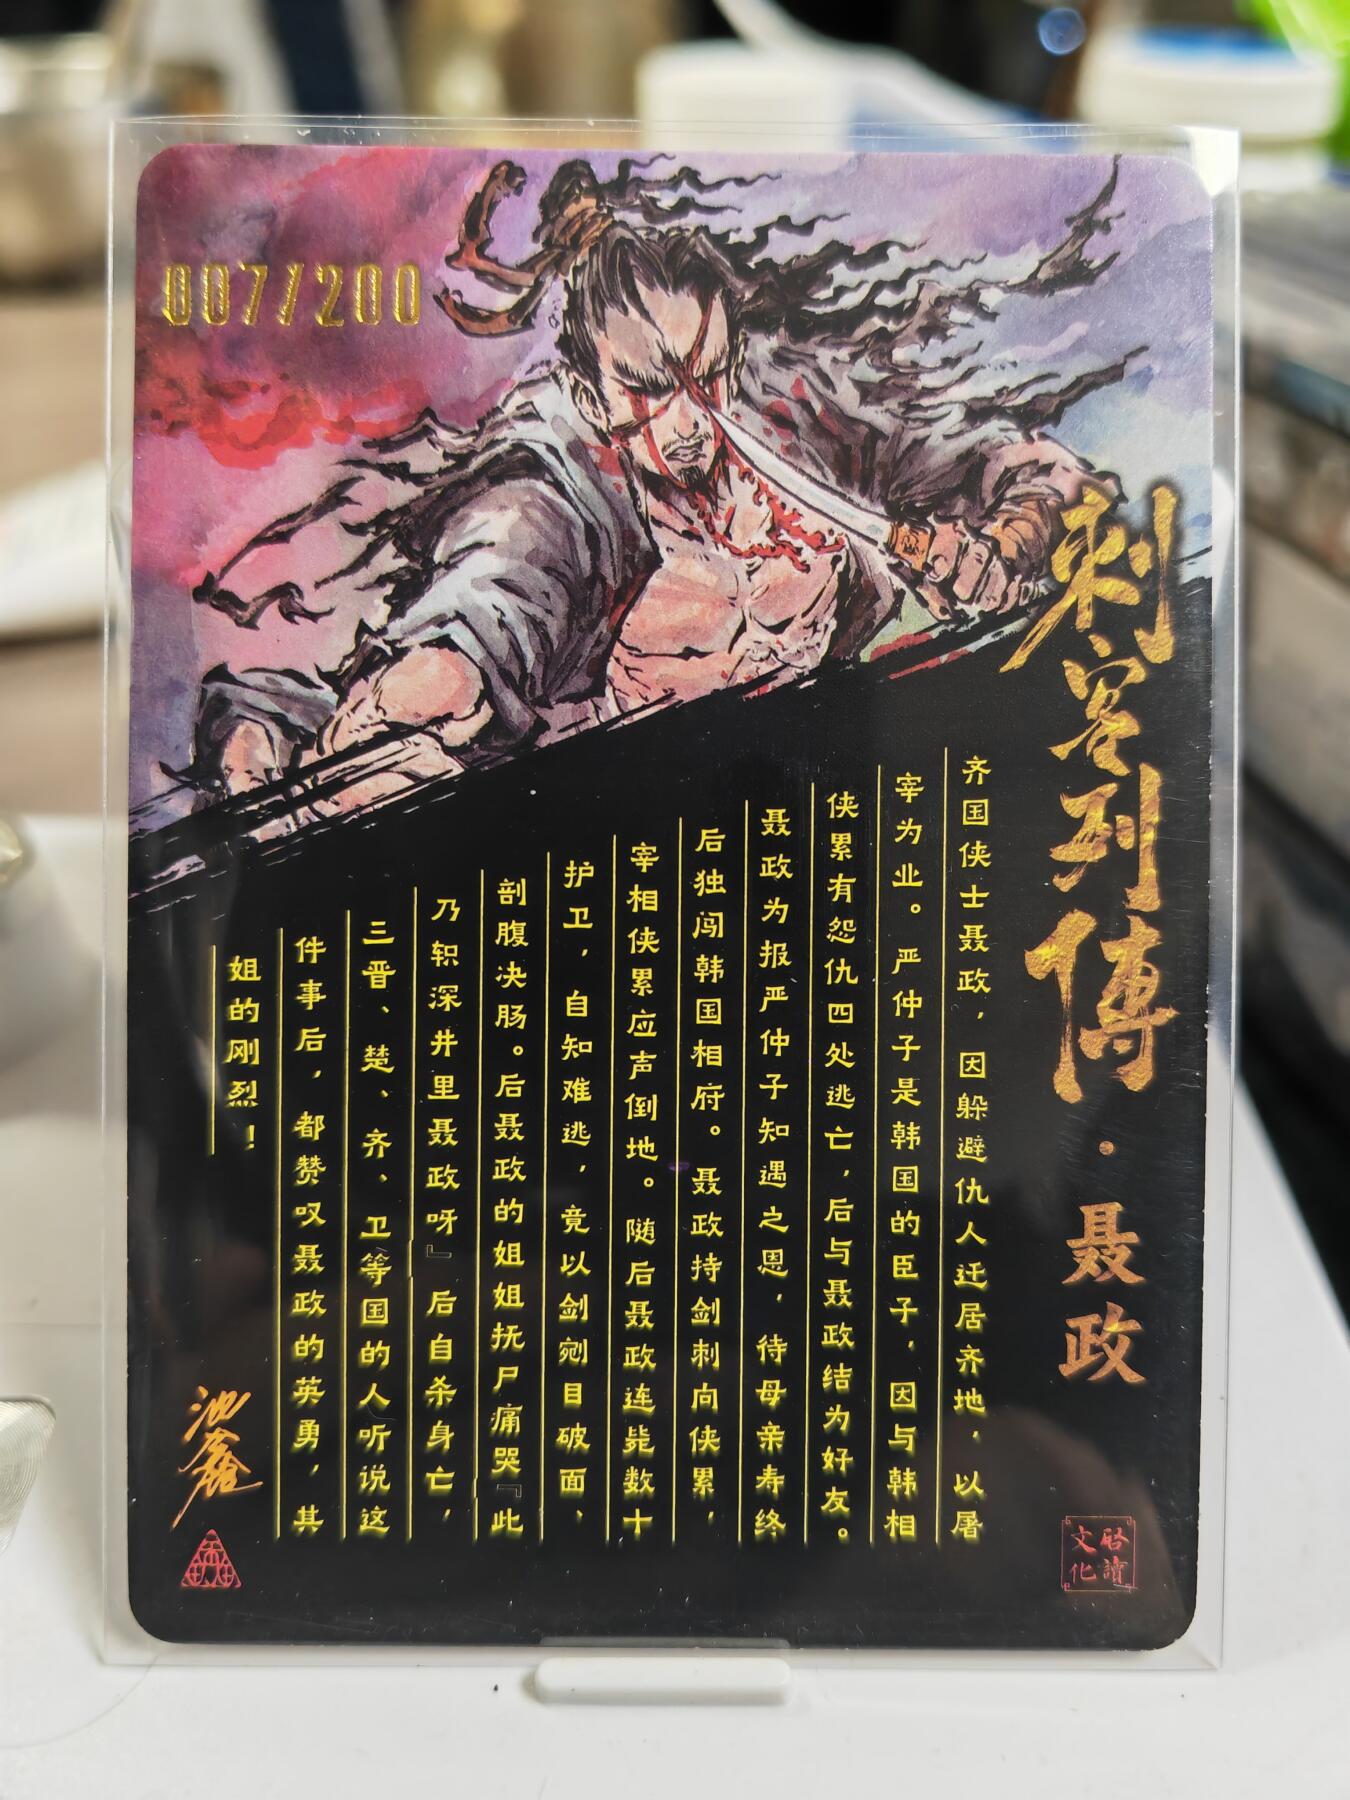 007/200
刺客列傳·聂政
齐国侠士聂政，因躲避仇人迁居齐地，以屠
宰为业。严仲子是韩国的臣子，因与韩相
侠累有怨仇四处逃亡，后与聂政结为好友。
聂政为报严仲子知遇之恩，待母亲寿终
后独闯韩国相府。聂政持剑刺向侠累，
宰相侠累应声倒地。随后聂政连毙数十
护卫，自知难逃，竟以剑剜目破面、
剖腹决肠。后聂政的姐姐抚尸痛哭『此
乃轵深井里聂政呀』后自杀身亡，
三晋、楚、齐、卫等国的人听说这
件事后，都赞叹聂政的英勇，其
姐的刚烈！
启讀
文化